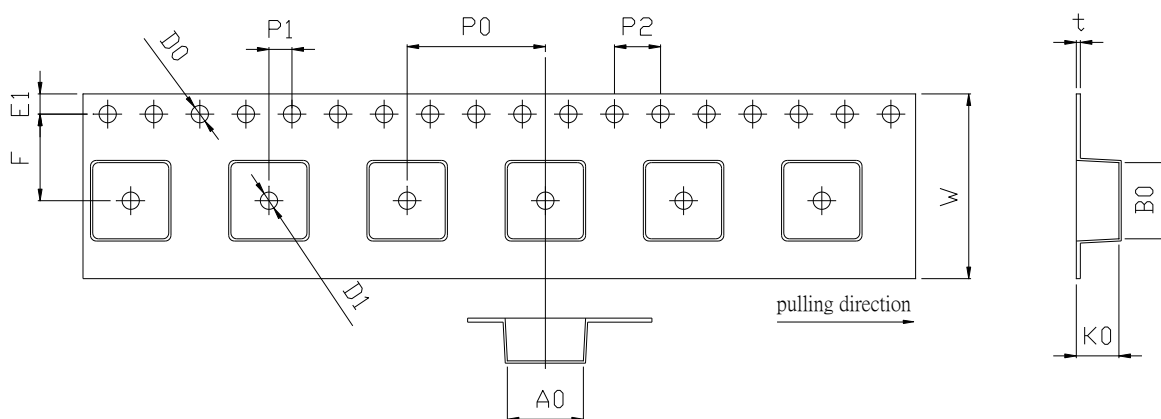 P1
P0
P2
t
D0
E1
F
W
B0
D1
pulling direction
K0
A0